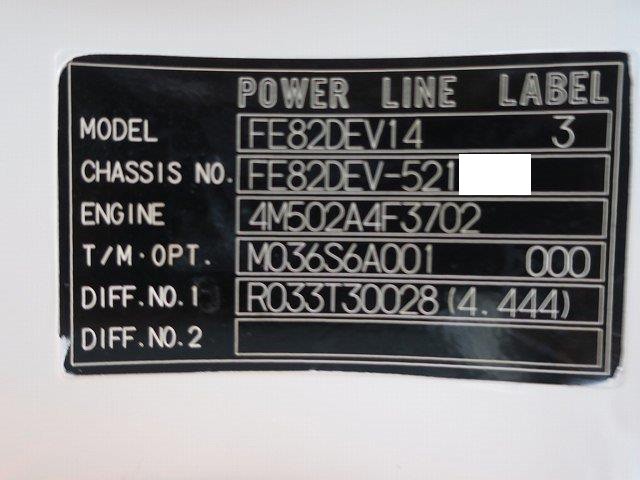 POWER LINE LABEL
MODEL FE82DEV14 3
CHASSIS NO. FE82DEV-521
ENGINE 4M502A4F3702
T/M·OPT. M036S6A001 000
DIFF.NO.1 R033T30028 (4.444)
DIFF.NO.2